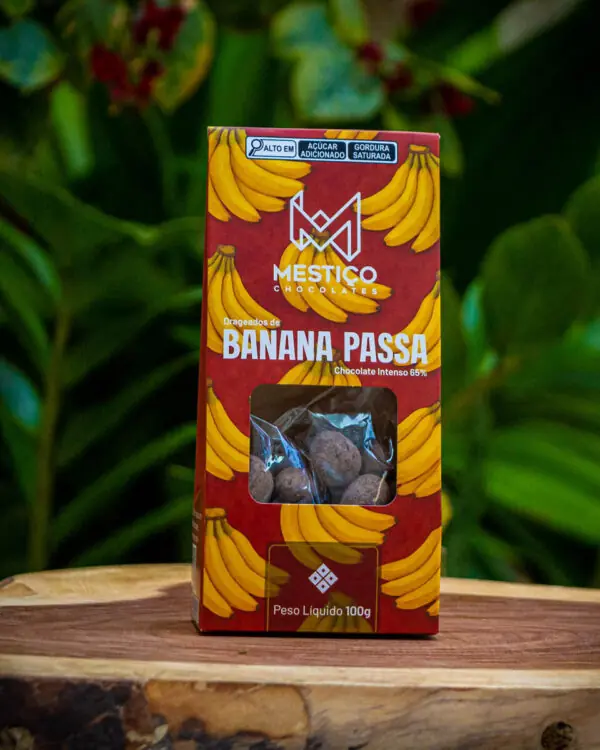 ALTO EM
AÇÚCAR
ADICIONADO
GORDURA
SATURADA
MESTIÇO
CHOCOLATES
Drageados de
BANANA PASSA
Chocolate Intenso 65%
Peso Líquido 100g